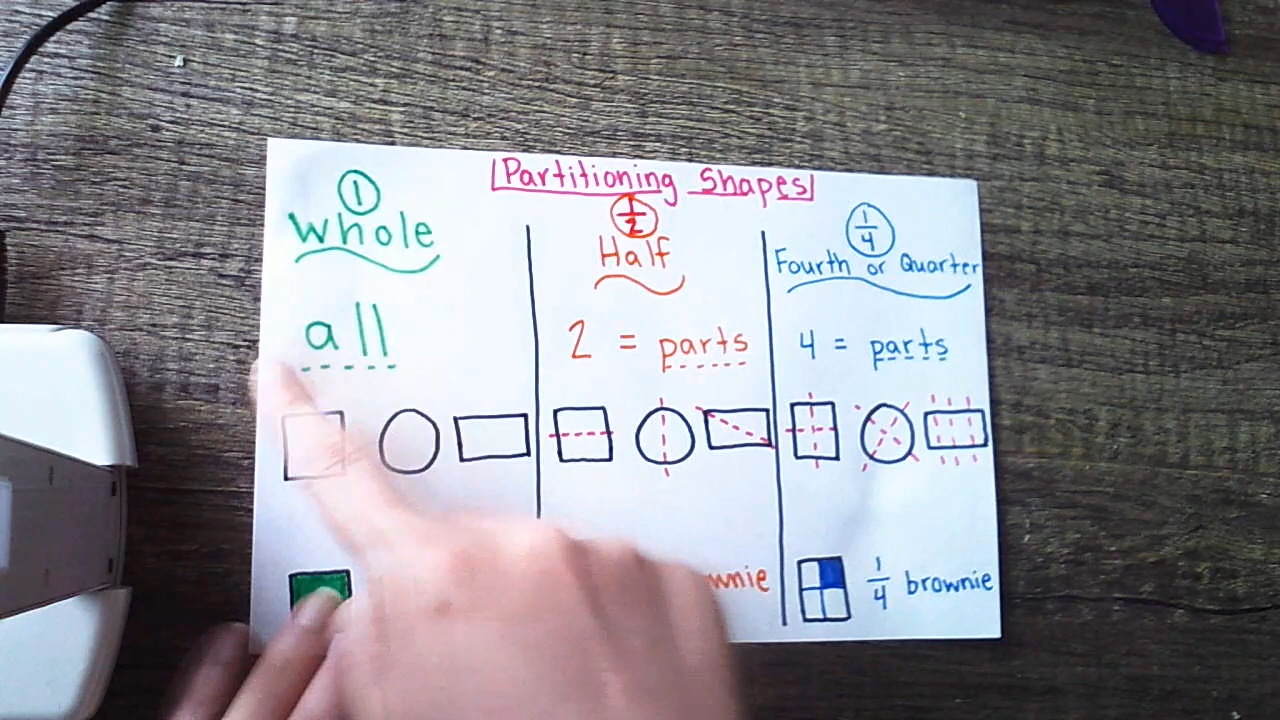 Partitioning Shapes
1
Whole
all
1/2
Half
2 = parts
1/4
Fourth or Quarter
4 = parts
1/4 brownie